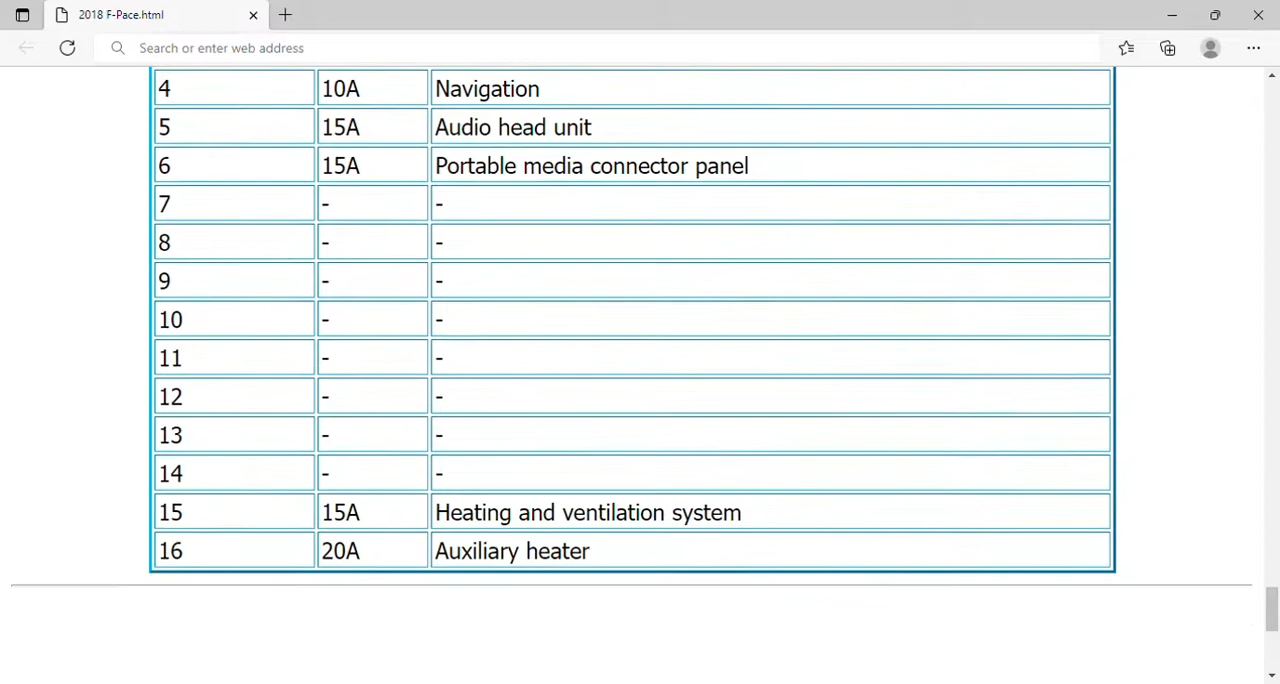 2018 F-Pace.html
Search or enter web address
4 10A Navigation
5 15A Audio head unit
6 15A Portable media connector panel
7 - -
8 - -
9 - -
10 - -
11 - -
12 - -
13 - -
14 - -
15 15A Heating and ventilation system
16 20A Auxiliary heater